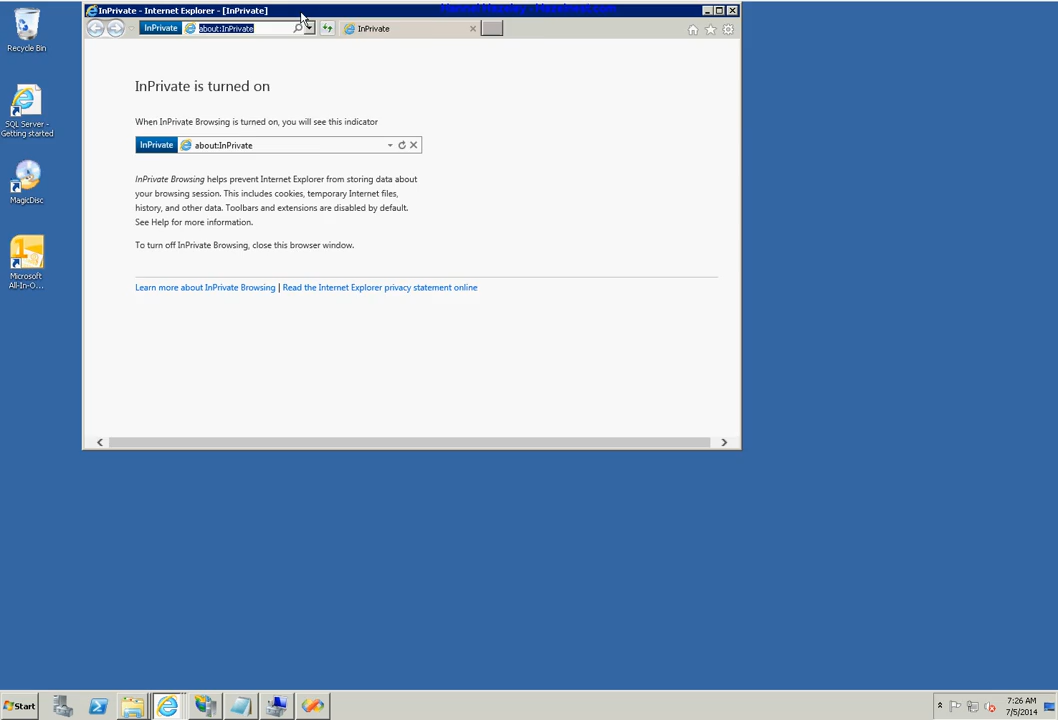 Recycle Bin
SQL Server -
Getting started
MagicDisc
Microsoft
All-In-O...
InPrivate - Internet Explorer - [InPrivate]
InPrivate about:InPrivate InPrivate
InPrivate is turned on
When InPrivate Browsing is turned on, you will see this indicator
InPrivate about:InPrivate
InPrivate Browsing helps prevent Internet Explorer from storing data about
your browsing session. This includes cookies, temporary Internet files,
history, and other data. Toolbars and extensions are disabled by default.
See Help for more information.
To turn off InPrivate Browsing, close this browser window.
Learn more about InPrivate Browsing | Read the Internet Explorer privacy statement online
Start
7:26 AM
7/5/2014